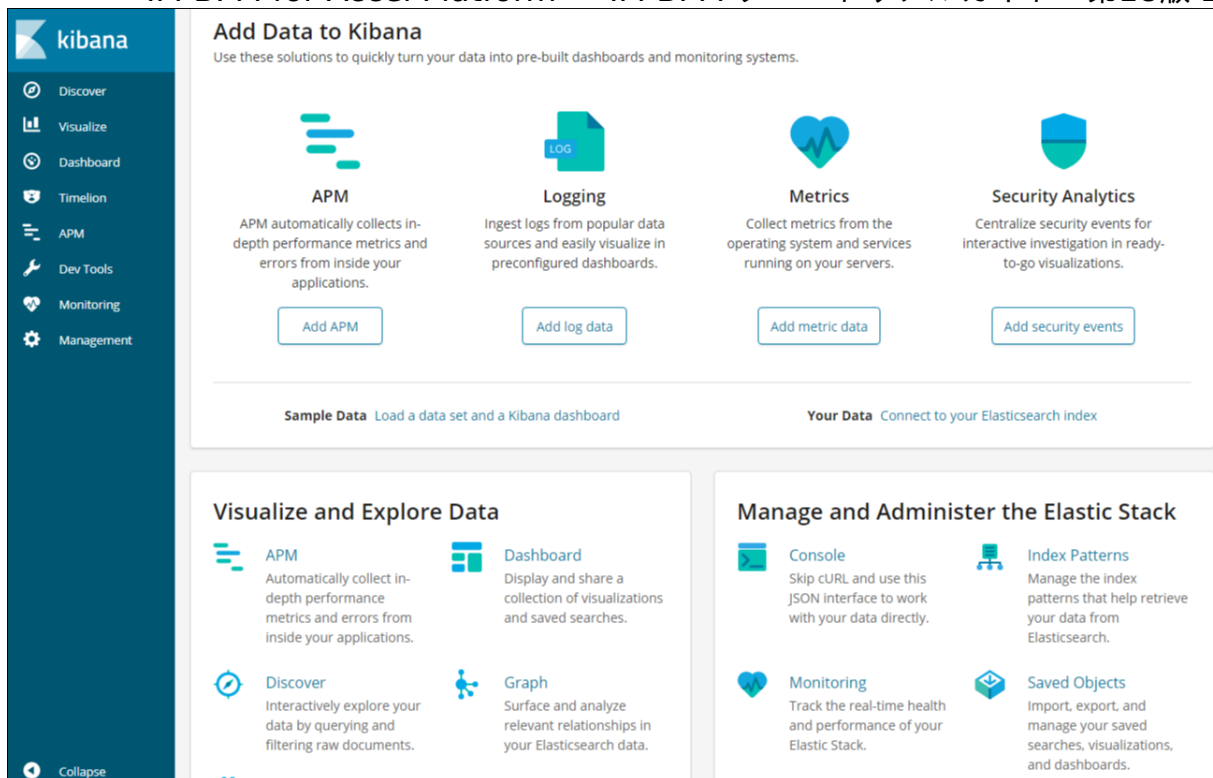 kibana
Discover
Visualize
Dashboard
Timelion
APM
Dev Tools
Monitoring
Management
Collapse
Add Data to Kibana
Use these solutions to quickly turn your data into pre-built dashboards and monitoring systems.
APM
APM automatically collects in-
depth performance metrics and
errors from inside your
applications.
Add APM
LOG
Logging
Ingest logs from popular data
sources and easily visualize in
preconfigured dashboards.
Add log data
Metrics
Collect metrics from the
operating system and services
running on your servers.
Add metric data
Security Analytics
Centralize security events for
interactive investigation in ready-
to-go visualizations.
Add security events
Sample Data Load a data set and a Kibana dashboard
Your Data Connect to your Elasticsearch index
Visualize and Explore Data
APM
Automatically collect in-
depth performance
metrics and errors from
inside your applications.
Dashboard
Display and share a
collection of visualizations
and saved searches.
Discover
Interactively explore your
data by querying and
filtering raw documents.
Graph
Surface and analyze
relevant relationships in
your Elasticsearch data.
Manage and Administer the Elastic Stack
Console
Skip cURL and use this
JSON interface to work
with your data directly.
Index Patterns
Manage the index
patterns that help retrieve
your data from
Elasticsearch.
Monitoring
Track the real-time health
and performance of your
Elastic Stack.
Saved Objects
Import, export, and
manage your saved
searches, visualizations,
and dashboards.